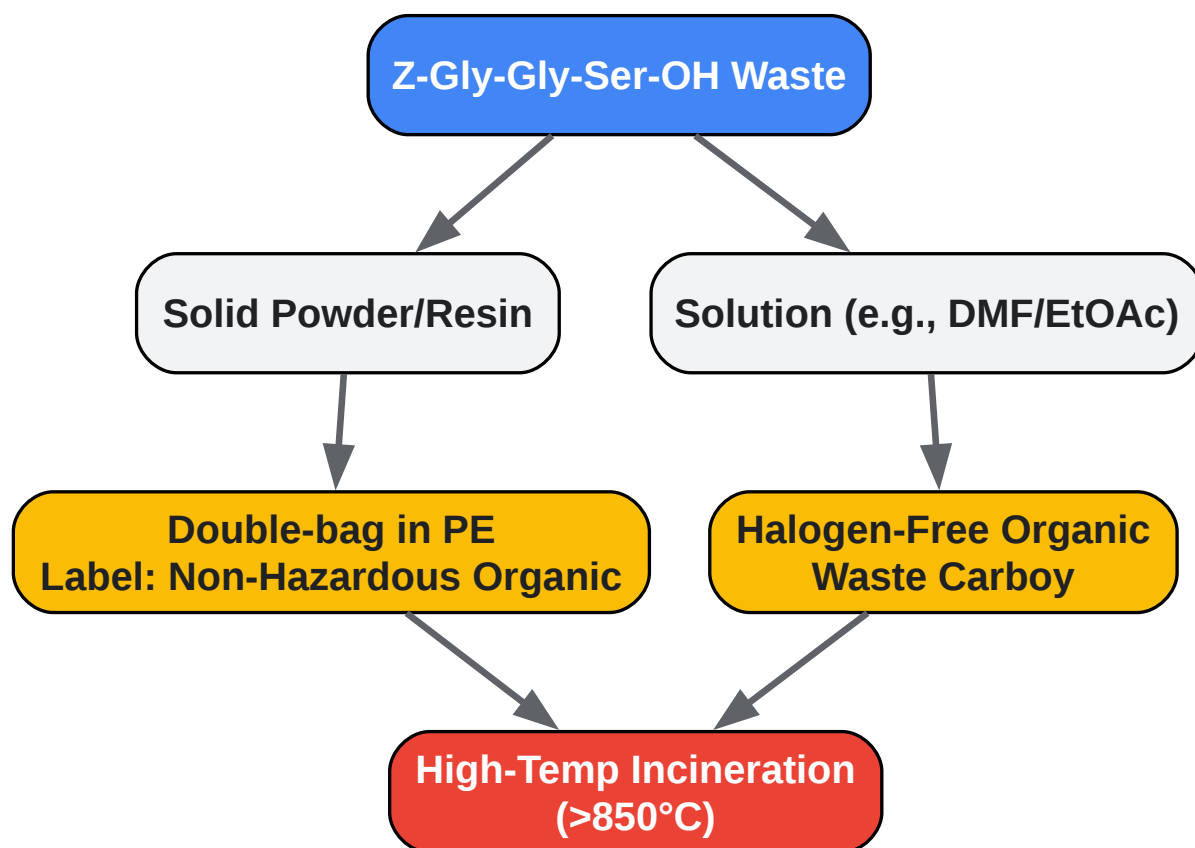 Z-Gly-Gly-Ser-OH Waste
Solid Powder/Resin
Solution (e.g., DMF/EtOAc)
Double-bag in PE
Label: Non-Hazardous Organic
Halogen-Free Organic
Waste Carboy
High-Temp Incineration
(>850°C)